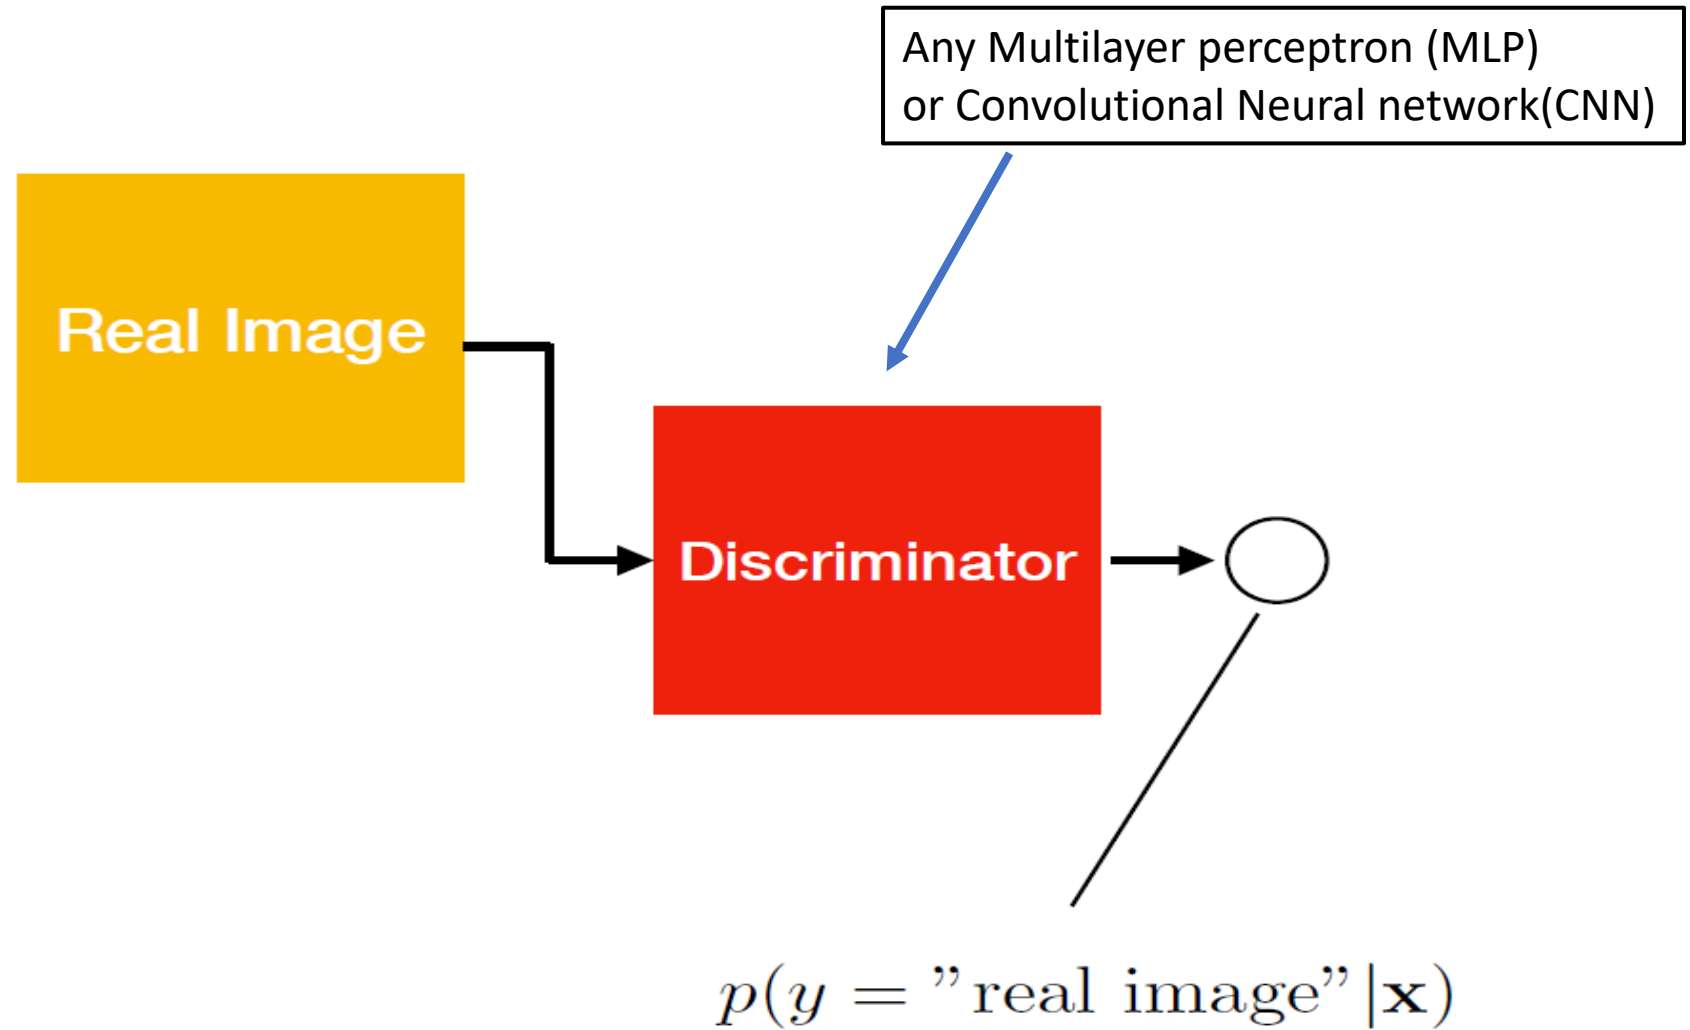 Any Multilayer perceptron (MLP)
or Convolutional Neural network(CNN)
Real Image
Discriminator
p(y = ”real image”|x)